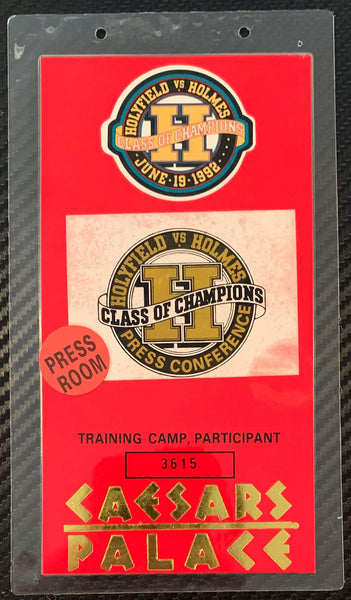 HOLYFIELD VS HOLMES
H
CLASS OF CHAMPIONS
JUNE·19·1992
HOLYFIELD VS HOLMES
H
CLASS OF CHAMPIONS
PRESS CONFERENCE
PRESS
ROOM
TRAINING CAMP, PARTICIPANT
3615
CAESARS
PALACE